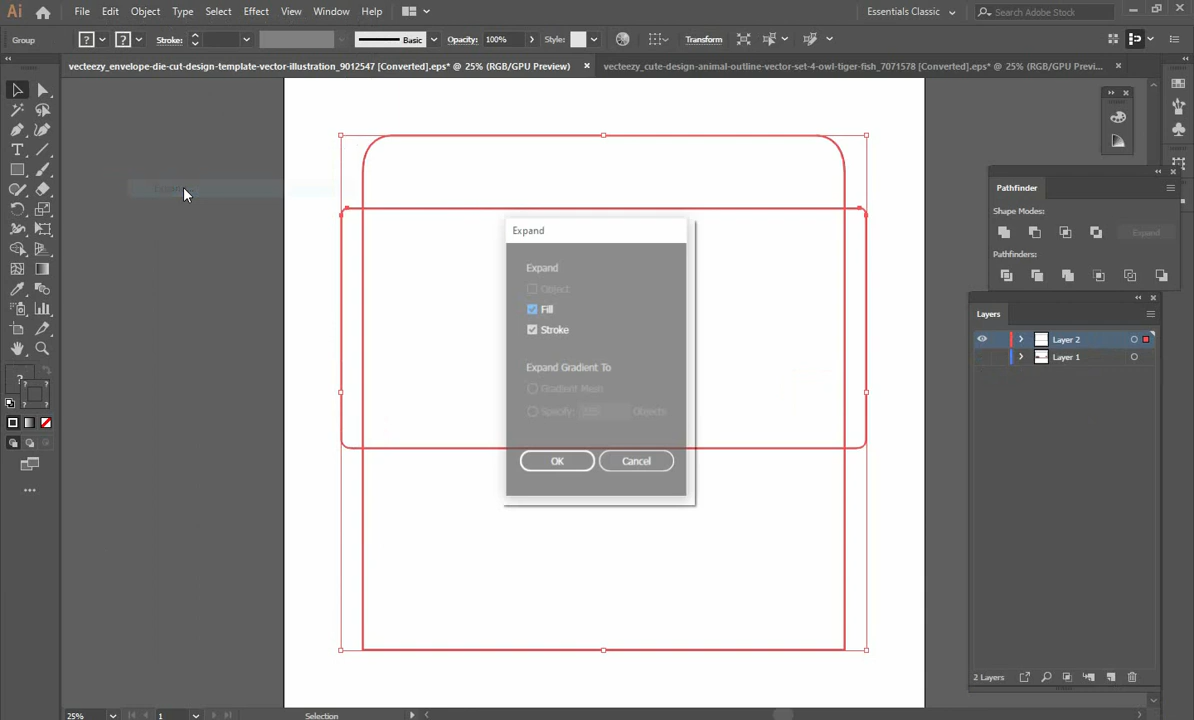 Ai File Edit Object Type Select Effect View Window Help Essentials Classic Search Adobe Stock
Group ? ? Stroke: Basic Opacity: 100% Style: Transform
vecteezy_envelope-die-cut-design-template-vector-illustration_9012547 [Converted].eps* @ 25% (RGB/GPU Preview) × vecteezy_cute-design-animal-outline-vector-set-4-owl-tiger-fish_7071578 [Converted].eps* @ 25% (RGB/GPU Previ... ×
Expand...
Pathfinder
Shape Modes:
Expand
Pathfinders:
Expand
Expand
Object
Fill
Stroke
Expand Gradient To
Gradient Mesh
Specify: 255 Objects
OK Cancel
Layers
Layer 2
Layer 1
2 Layers
25% 1 Selection